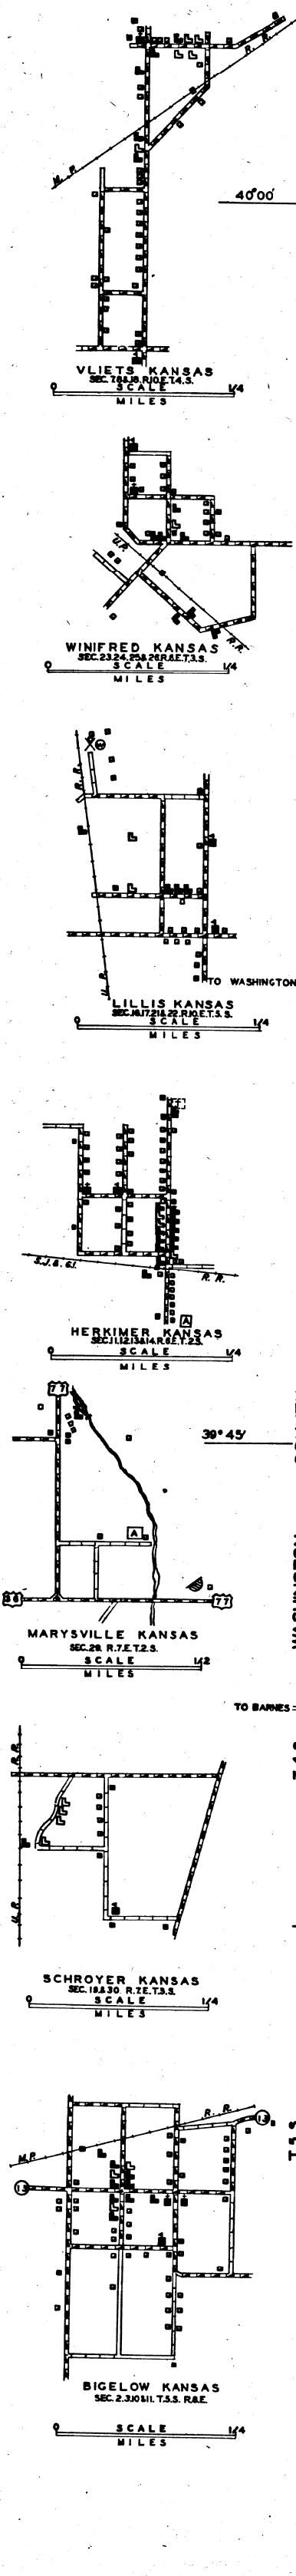 R. R.
M. P.
40°00'
VLIETS KANSAS
SEC. 7,8&18. R.10.E.T.4.S.
0 SCALE 1/4
MILES
U.P.
R.R.
WINIFRED KANSAS
SEC. 23,24,25&26 R.8.E.T.3.S.
0 SCALE 1/4
MILES
R. R.
U. P.
TO WASHINGTON
LILLIS KANSAS
SEC. 16,17,21& 22. R.10.E.T.5.S.
0 SCALE 1/4
MILES
S.J. & G.I. R. R.
A
HERKIMER KANSAS
SEC. 11,12,13&14. R.6.E.T.2.S.
0 SCALE 1/4
MILES
77
39° 45'
A
36 77
MARYSVILLE KANSAS
SEC. 29. R.7.E.T.2.S.
0 SCALE 1/2
MILES
WASHINGTON
TO BARNES
R. R.
U. P.
SCHROYER KANSAS
SEC. 19&30. R.7.E.T.3.S.
0 SCALE 1/4
MILES
T. 5 S.
R. R.
13
M.P.
13
BIGELOW KANSAS
SEC. 2,3,10&11. T.5.S. R.8.E.
0 SCALE 1/4
MILES